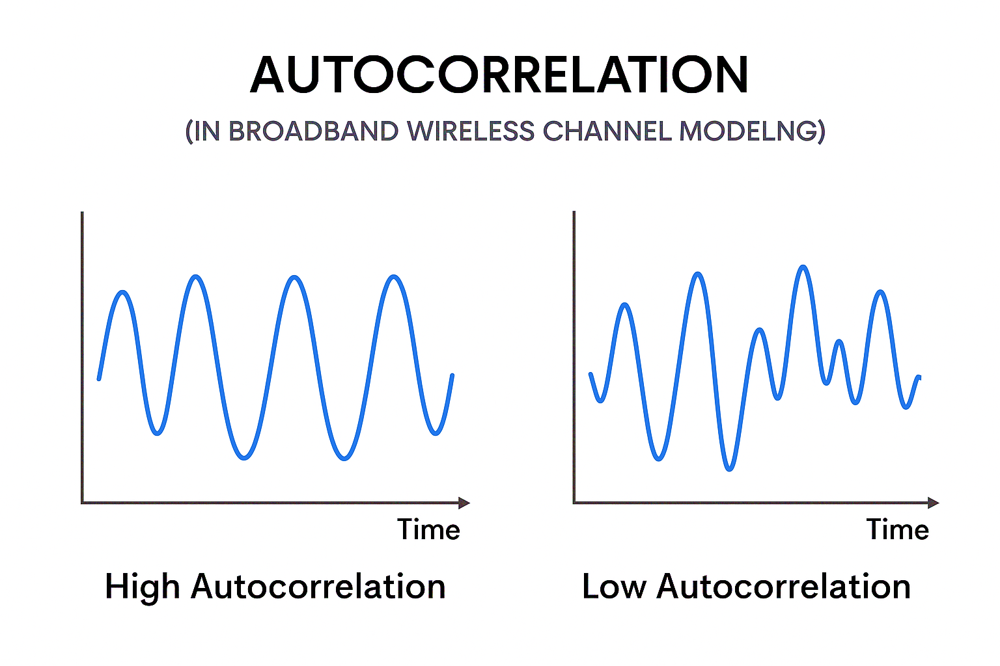 AUTOCORRELATION
(IN BROADBAND WIRELESS CHANNEL MODELNG)
Time
Time
High Autocorrelation
Low Autocorrelation